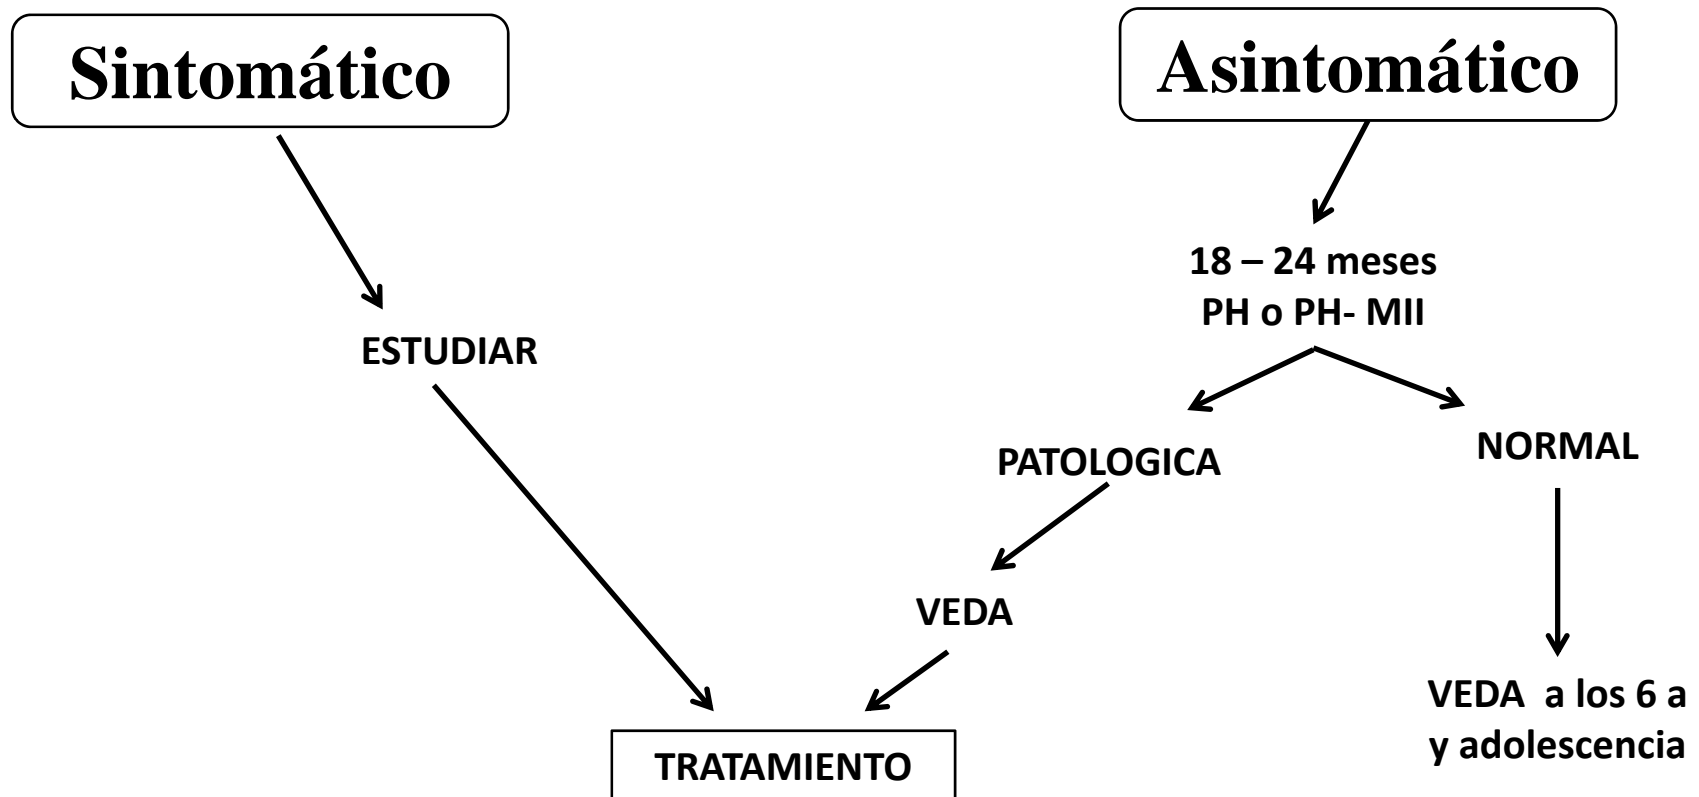 Sintomático
Asintomático
18 – 24 meses
PH o PH- MII
ESTUDIAR
PATOLOGICA
NORMAL
VEDA
VEDA  a los 6 a
y adolescencia
TRATAMIENTO